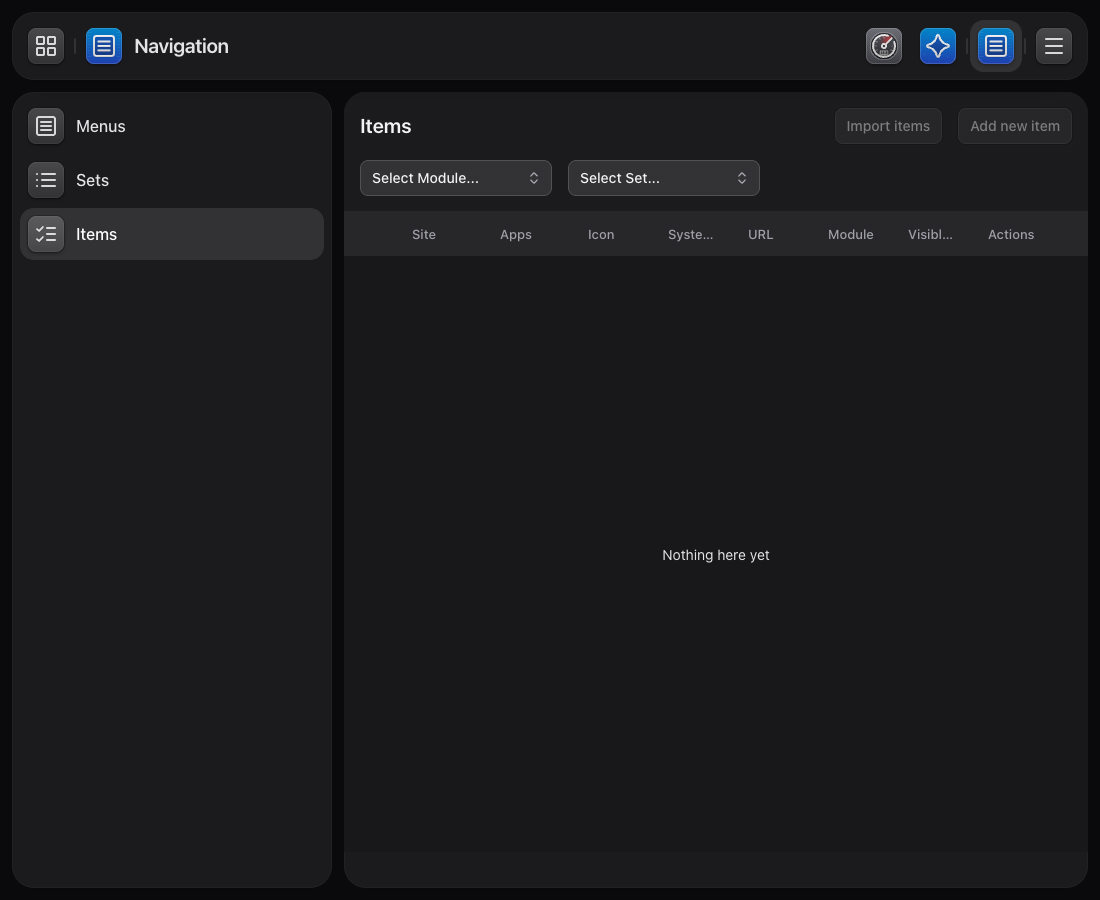 Navigation
Menus
Sets
Items
Items
Import items
Add new item
Select Module...
Select Set...
Site Apps Icon Syste... URL Module Visibl... Actions
Nothing here yet